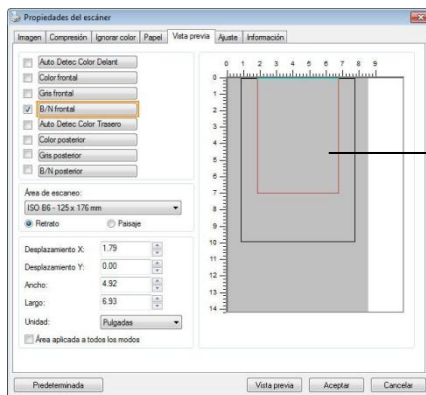 Propiedades del escáner
Imagen Compresión Ignorar color Papel Vista previa Ajuste Información
Auto Detec Color Delant
Color frontal
Gris frontal
B/N frontal
Auto Detec Color Trasero
Color posterior
Gris posterior
B/N posterior
Área de escaneo:
ISO B6 - 125 x 176 mm
Retrato Paisaje
Desplazamiento X: 1.79
Desplazamiento Y: 0.00
Ancho: 4.92
Largo: 6.93
Unidad: Pulgadas
Área aplicada a todos los modos
0 1 2 3 4 5 6 7 8 9
0
1
2
3
4
5
6
7
8
9
10
11
12
13
14
Predeterminada Vista previa Aceptar Cancelar